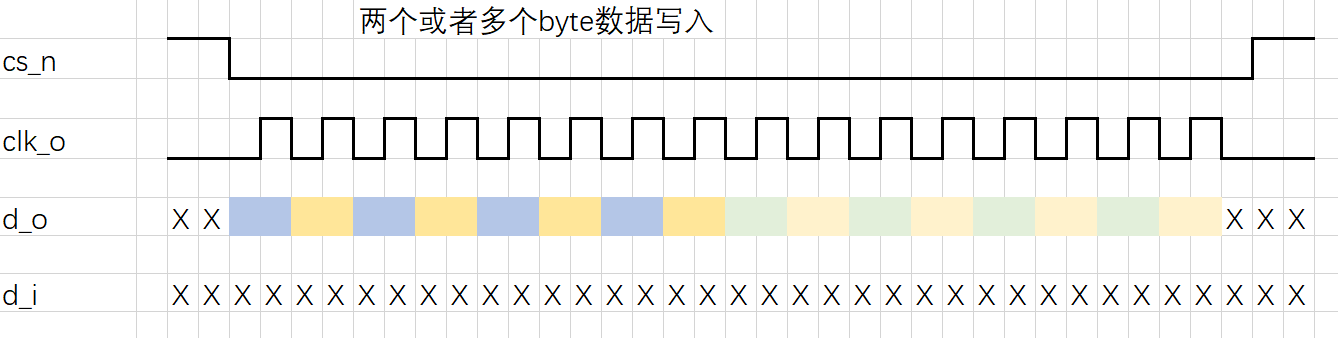 两个或者多个byte数据写入
cs_n
clk_o
d_o X X X X X
d_i X X X X X X X X X X X X X X X X X X X X X X X X X X X X X X X X X X X X X